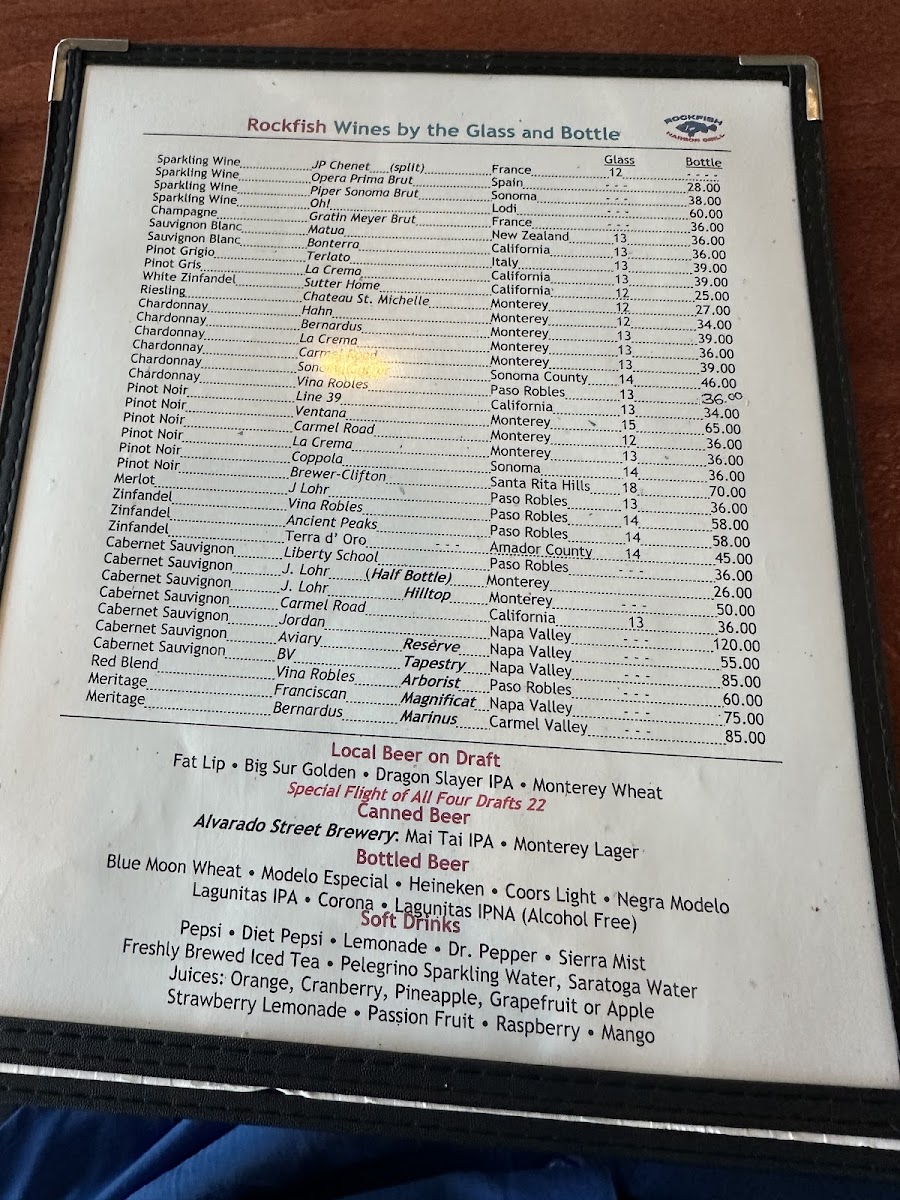 ROCKFISH HARBOR GRILL
Rockfish Wines by the Glass and Bottle
Glass Bottle
Sparkling Wine JP Chenet (split) France 12 - - - -
Sparkling Wine Opera Prima Brut Spain - - - 28.00
Sparkling Wine Piper Sonoma Brut Sonoma - - - 38.00
Sparkling Wine Oh! Lodi - - - 60.00
Champagne Gratin Meyer Brut France - - - 36.00
Sauvignon Blanc Matua New Zealand 13 36.00
Sauvignon Blanc Bonterra California 13 36.00
Pinot Grigio Terlato Italy 13 39.00
Pinot Gris La Crema California 13 39.00
White Zinfandel Sutter Home California 12 25.00
Riesling Chateau St. Michelle Monterey 12 27.00
Chardonnay Hahn Monterey 12 34.00
Chardonnay Bernardus Monterey 13 39.00
Chardonnay La Crema Monterey 13 36.00
Chardonnay Carmel Road Monterey 13 39.00
Chardonnay Sonoma County 14 46.00
Chardonnay Vina Robles Paso Robles 13 36.00
Pinot Noir Line 39 California 13 34.00
Pinot Noir Ventana Monterey 15 65.00
Pinot Noir Carmel Road Monterey 12 36.00
Pinot Noir La Crema Monterey 13 36.00
Pinot Noir Coppola Sonoma 14 36.00
Pinot Noir Brewer-Clifton Santa Rita Hills 18 70.00
Merlot J Lohr Paso Robles 13 36.00
Zinfandel Vina Robles Paso Robles 14 58.00
Zinfandel Ancient Peaks Paso Robles 14 58.00
Zinfandel Terra d' Oro - - - Amador County 14 45.00
Cabernet Sauvignon Liberty School Paso Robles - - - 36.00
Cabernet Sauvignon J. Lohr (Half Bottle) Monterey 26.00
Cabernet Sauvignon J. Lohr Hilltop Monterey - - - 50.00
Cabernet Sauvignon Carmel Road California 13 36.00
Cabernet Sauvignon Jordan Napa Valley - - - 120.00
Cabernet Sauvignon Aviary Reserve Napa Valley - - - 55.00
Cabernet Sauvignon BV Tapestry Napa Valley - - - 85.00
Red Blend Vina Robles Arborist Paso Robles - - - 60.00
Meritage Franciscan Magnificat Napa Valley - - - 75.00
Meritage Bernardus Marinus Carmel Valley - - - 85.00
Local Beer on Draft
Fat Lip • Big Sur Golden • Dragon Slayer IPA • Monterey Wheat
Special Flight of All Four Drafts 22
Canned Beer
Alvarado Street Brewery: Mai Tai IPA • Monterey Lager
Bottled Beer
Blue Moon Wheat • Modelo Especial • Heineken • Coors Light • Negra Modelo
Lagunitas IPA • Corona • Lagunitas IPNA (Alcohol Free)
Soft Drinks
Pepsi • Diet Pepsi • Lemonade • Dr. Pepper • Sierra Mist
Freshly Brewed Iced Tea • Pelegrino Sparkling Water, Saratoga Water
Juices: Orange, Cranberry, Pineapple, Grapefruit or Apple
Strawberry Lemonade • Passion Fruit • Raspberry • Mango